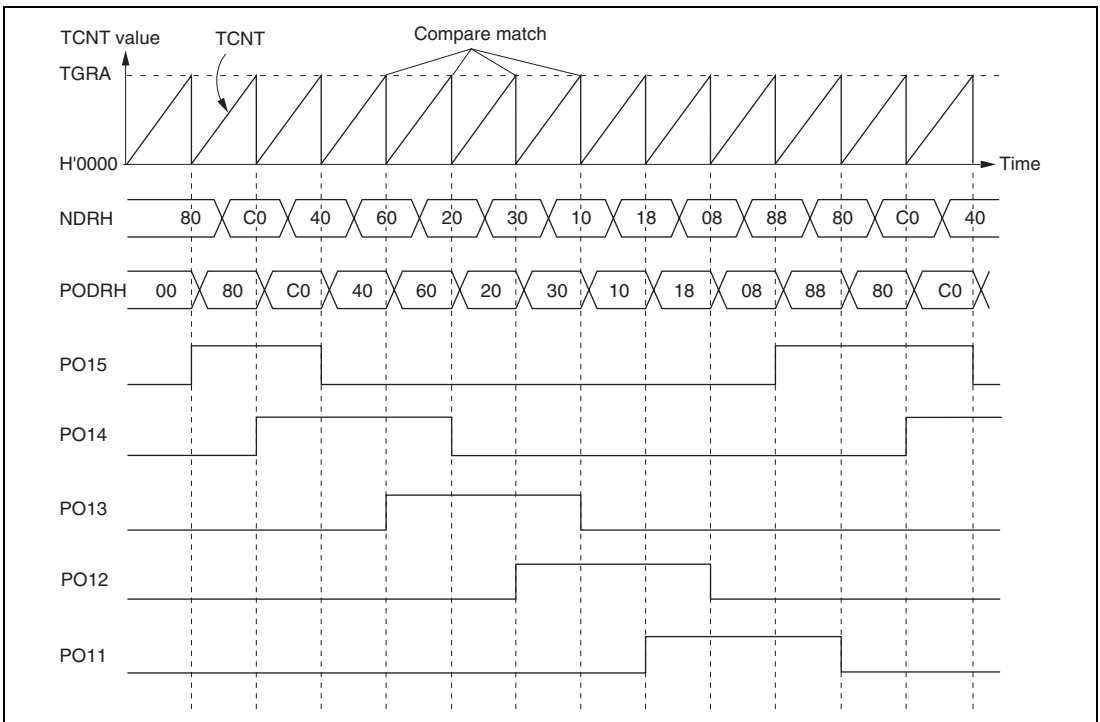 TCNT value TCNT Compare match
TGRA
H'0000 Time
NDRH 80 C0 40 60 20 30 10 18 08 88 80 C0 40
PODRH 00 80 C0 40 60 20 30 10 18 08 88 80 C0
PO15
PO14
PO13
PO12
PO11